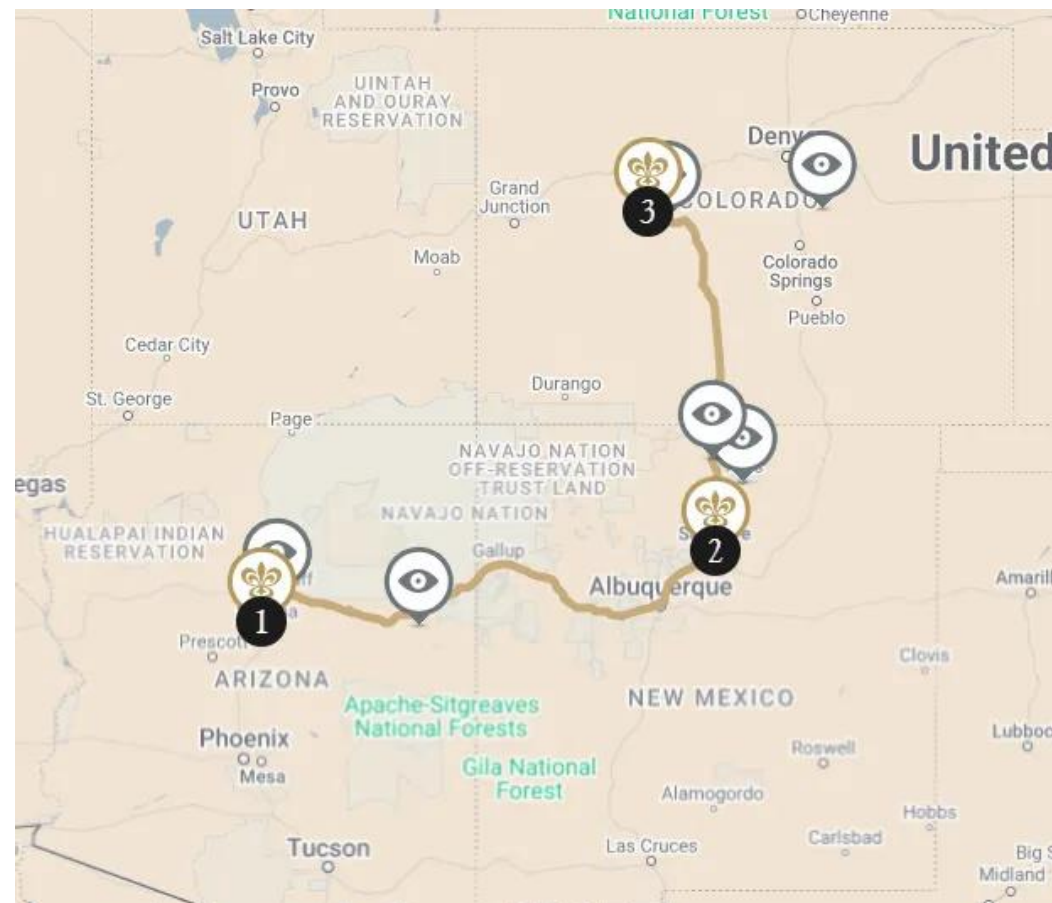 National Forest
Cheyenne
Salt Lake City
Provo
UINTAH
AND OURAY
RESERVATION
United
Grand
Junction
COLORADO
3
UTAH
Moab
Colorado
Springs
Pueblo
Cedar City
Durango
St. George
Page
NAVAJO NATION
OFF-RESERVATION
TRUST LAND
egas
NAVAJO NATION
HUALAPAI INDIAN
RESERVATION
Gallup
2
Albuquerque
Amarill
1
Prescott
ARIZONA
Clovis
Apache-Sitgreaves
National Forests
NEW MEXICO
Phoenix
Mesa
Gila National
Forest
Roswell
Lubboc
Alamogordo
Hobbs
Tucson
Las Cruces
Carlsbad
Big S
Midland